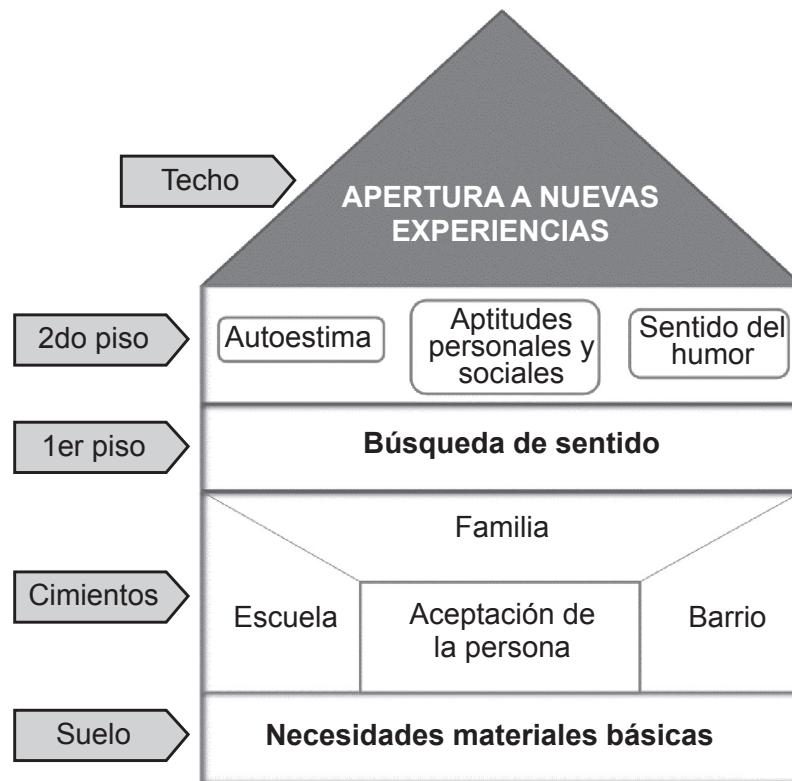 Techo
APERTURA A NUEVAS
EXPERIENCIAS
2do piso
Autoestima
Aptitudes
personales y
sociales
Sentido del
humor
1er piso
Búsqueda de sentido
Cimientos
Familia
Escuela
Aceptación de
la persona
Barrio
Suelo
Necesidades materiales básicas